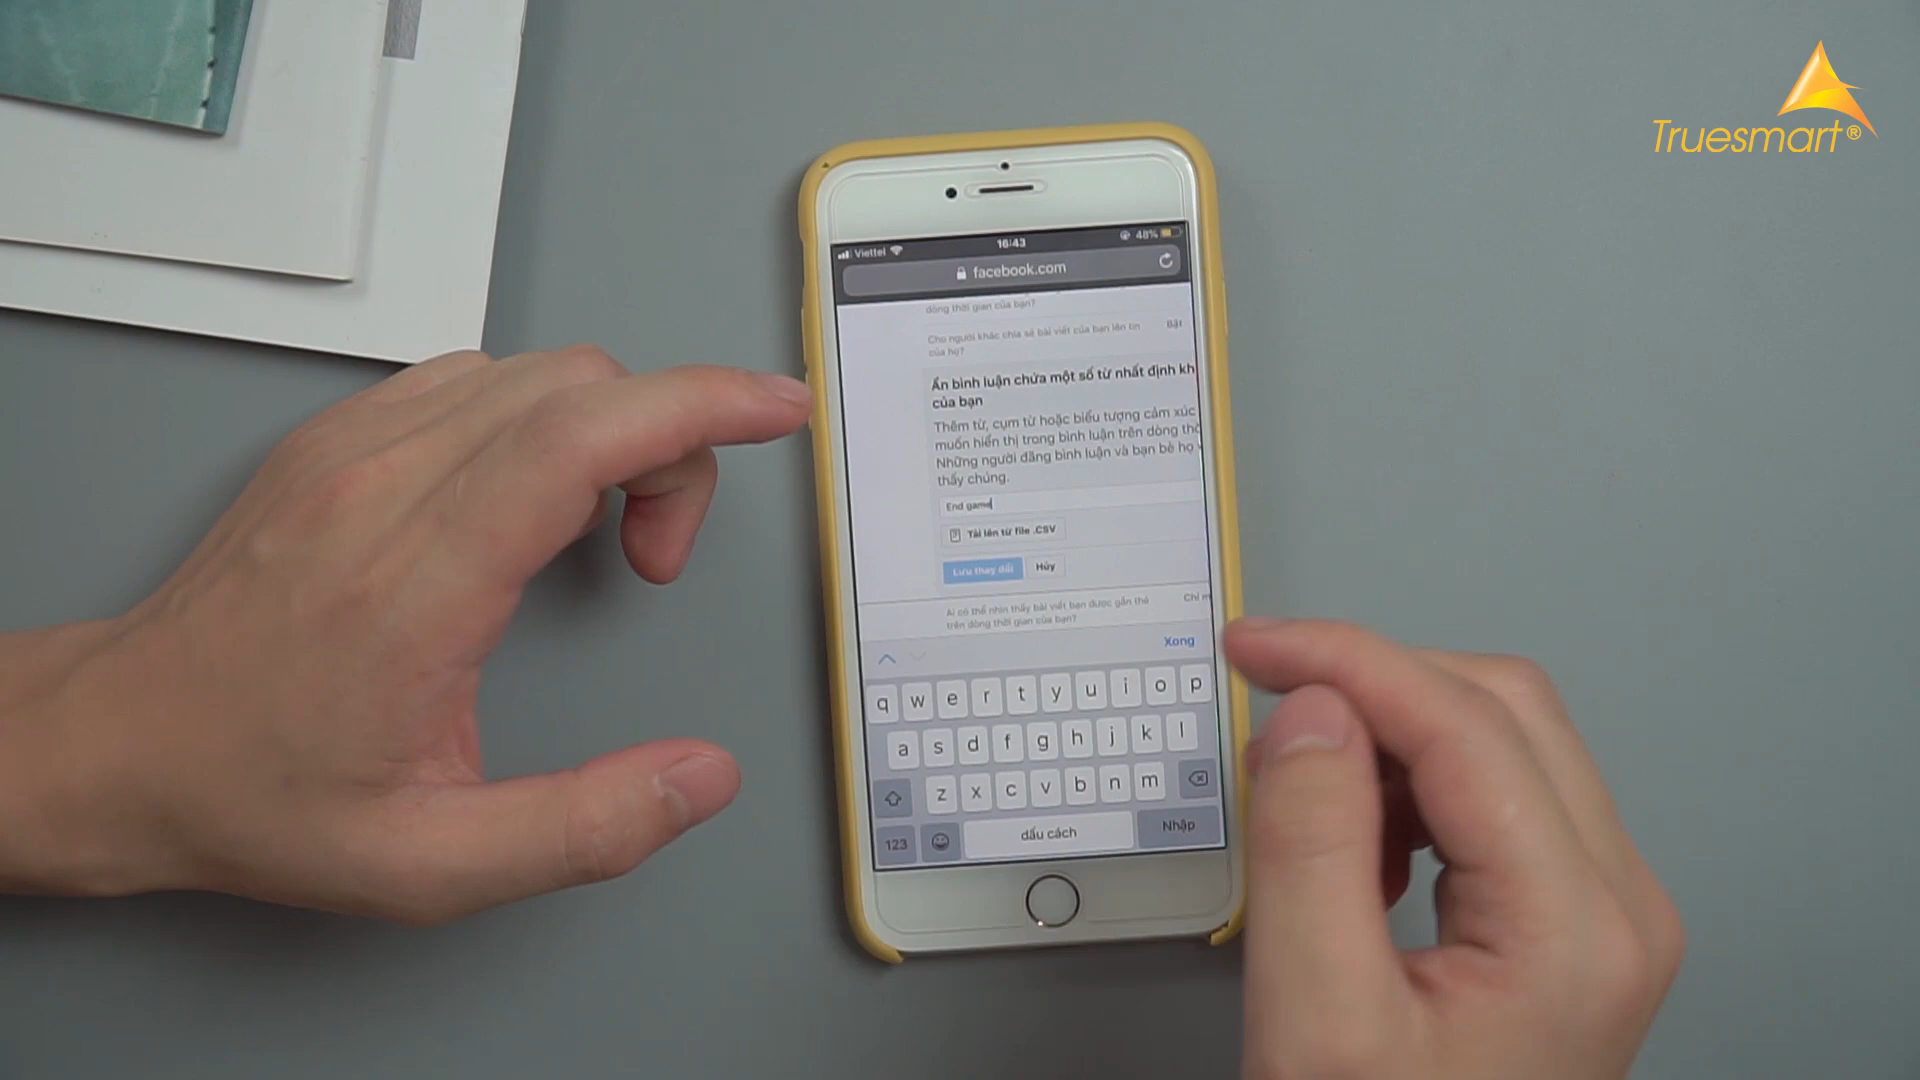 Truesmart®
Viettel
16:43
48%
facebook.com
dòng thời gian của bạn?
Cho người khác chia sẻ bài viết của bạn lên tin
của họ?
Bật
Ẩn bình luận chứa một số từ nhất định kh
của bạn
Thêm từ, cụm từ hoặc biểu tượng cảm xúc
muốn hiển thị trong bình luận trên dòng thờ
Những người đăng bình luận và bạn bè họ
thấy chúng.
End game
Tải lên từ file .CSV
Lưu thay đổi
Hủy
Ai có thể nhìn thấy bài viết bạn được gắn thẻ
trên dòng thời gian của bạn?
Chỉ m
Xong
q w e r t y u i o p
a s d f g h j k l
z x c v b n m
123
dấu cách
Nhập